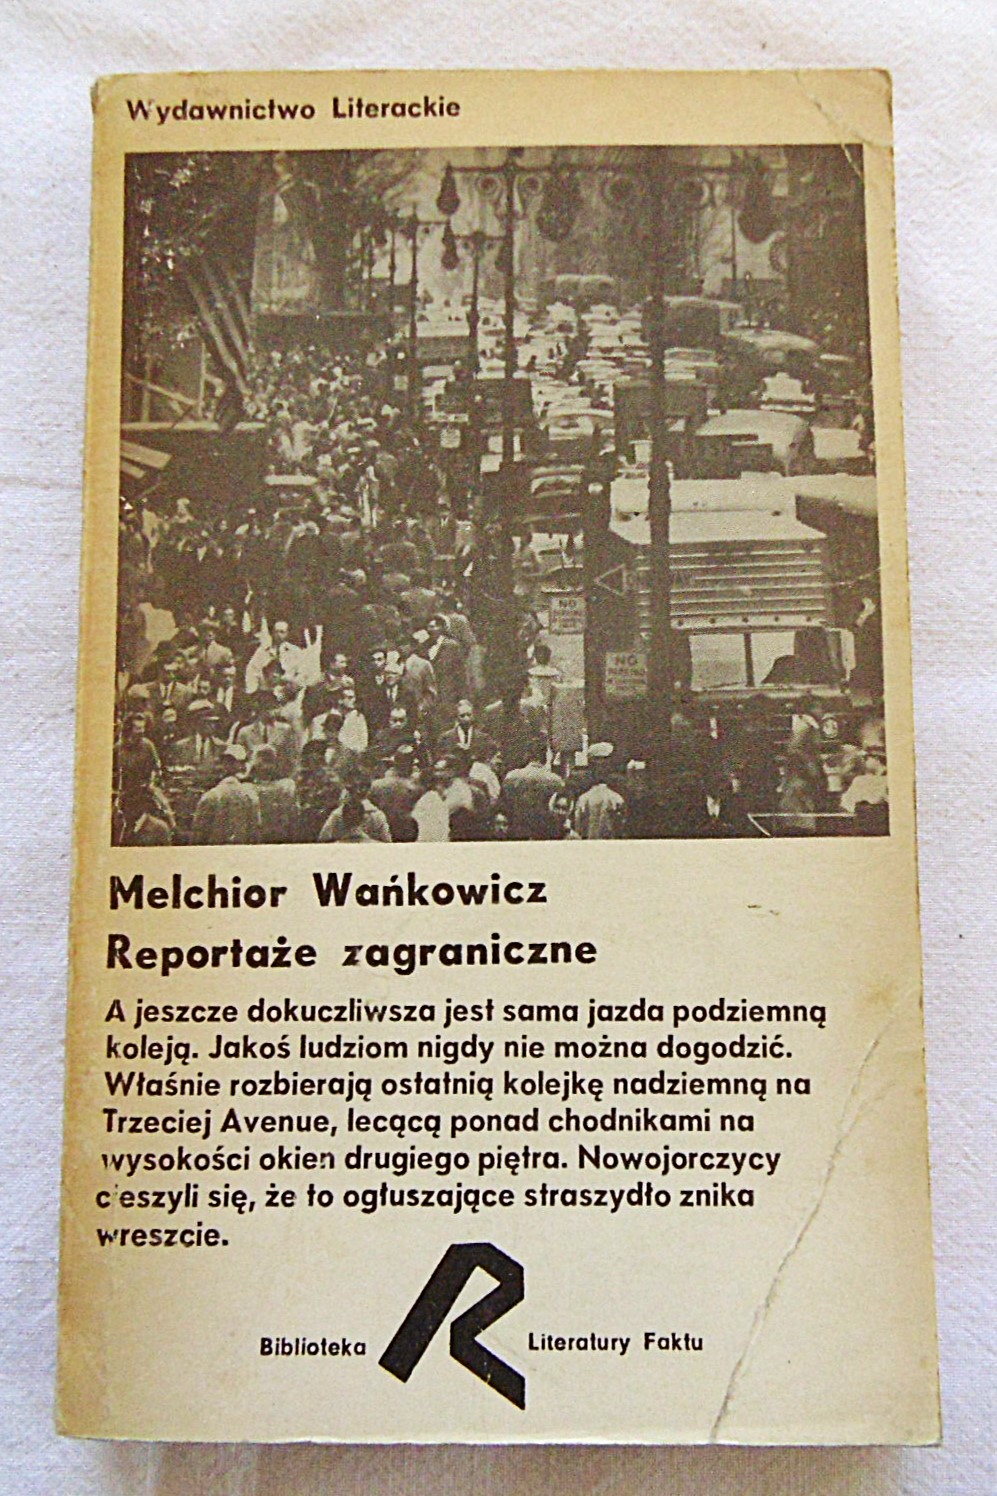 Wydawnictwo Literackie
NO
NO
Melchior Wańkowicz
Reportaże zagraniczne
A jeszcze dokuczliwsza jest sama jazda podziemną
koleją. Jakoś ludziom nigdy nie można dogodzić.
Właśnie rozbierają ostatnią kolejkę nadziemną na
Trzeciej Avenue, lecącą ponad chodnikami na
wysokości okien drugiego piętra. Nowojorczycy
cieszyli się, że to ogłuszające straszydło znika
wreszcie.
Biblioteka R Literatury Faktu